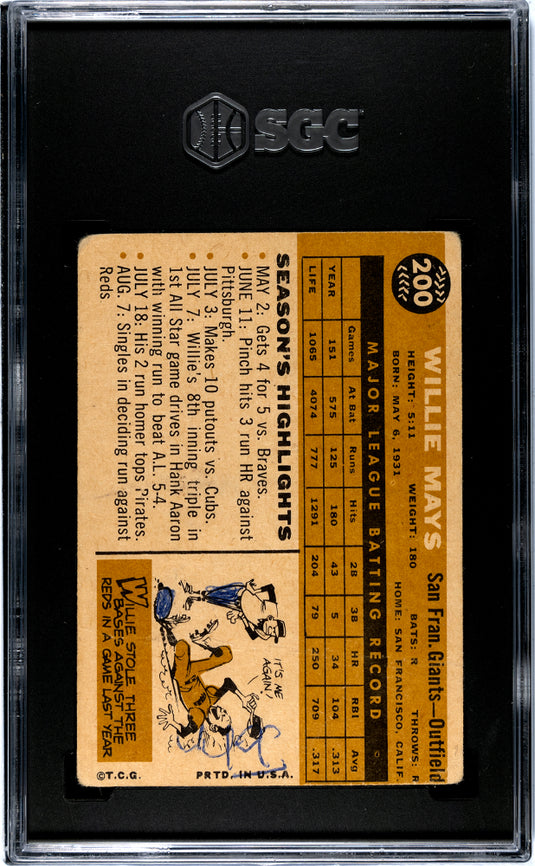 SGC
200
WILLIE MAYS San Fran. Giants—Outfield
HEIGHT: 5:11 WEIGHT: 180 BATS: R THROWS: R
BORN: MAY 6, 1931 HOME: SAN FRANCISCO, CALIF.
MAJOR LEAGUE BATTING RECORD
Games At Bat Runs Hits 2B 3B HR RBI Avg
YEAR 151 575 125 180 43 5 34 104 .313
LIFE 1065 4074 777 1291 204 79 250 709 .317
SEASON'S HIGHLIGHTS
• MAY 2: Gets 4 for 5 vs. Braves.
• JUNE 11: Pinch hits 3 run HR against
Pittsburgh
• JULY 3: Makes 10 putouts vs. Cubs.
• JULY 7: Willie's 8th inning triple in
1st All Star game drives in Hank Aaron
with winning run to beat A.L. 5-4.
• JULY 18: His 2 run homer tops Pirates.
• AUG. 7: Singles in deciding run against
Reds
IT'S ME
AGAIN
WILLIE STOLE THREE
BASES AGAINST THE
REDS IN A GAME LAST YEAR
©T.C.G. PRTD. IN U.S.A.